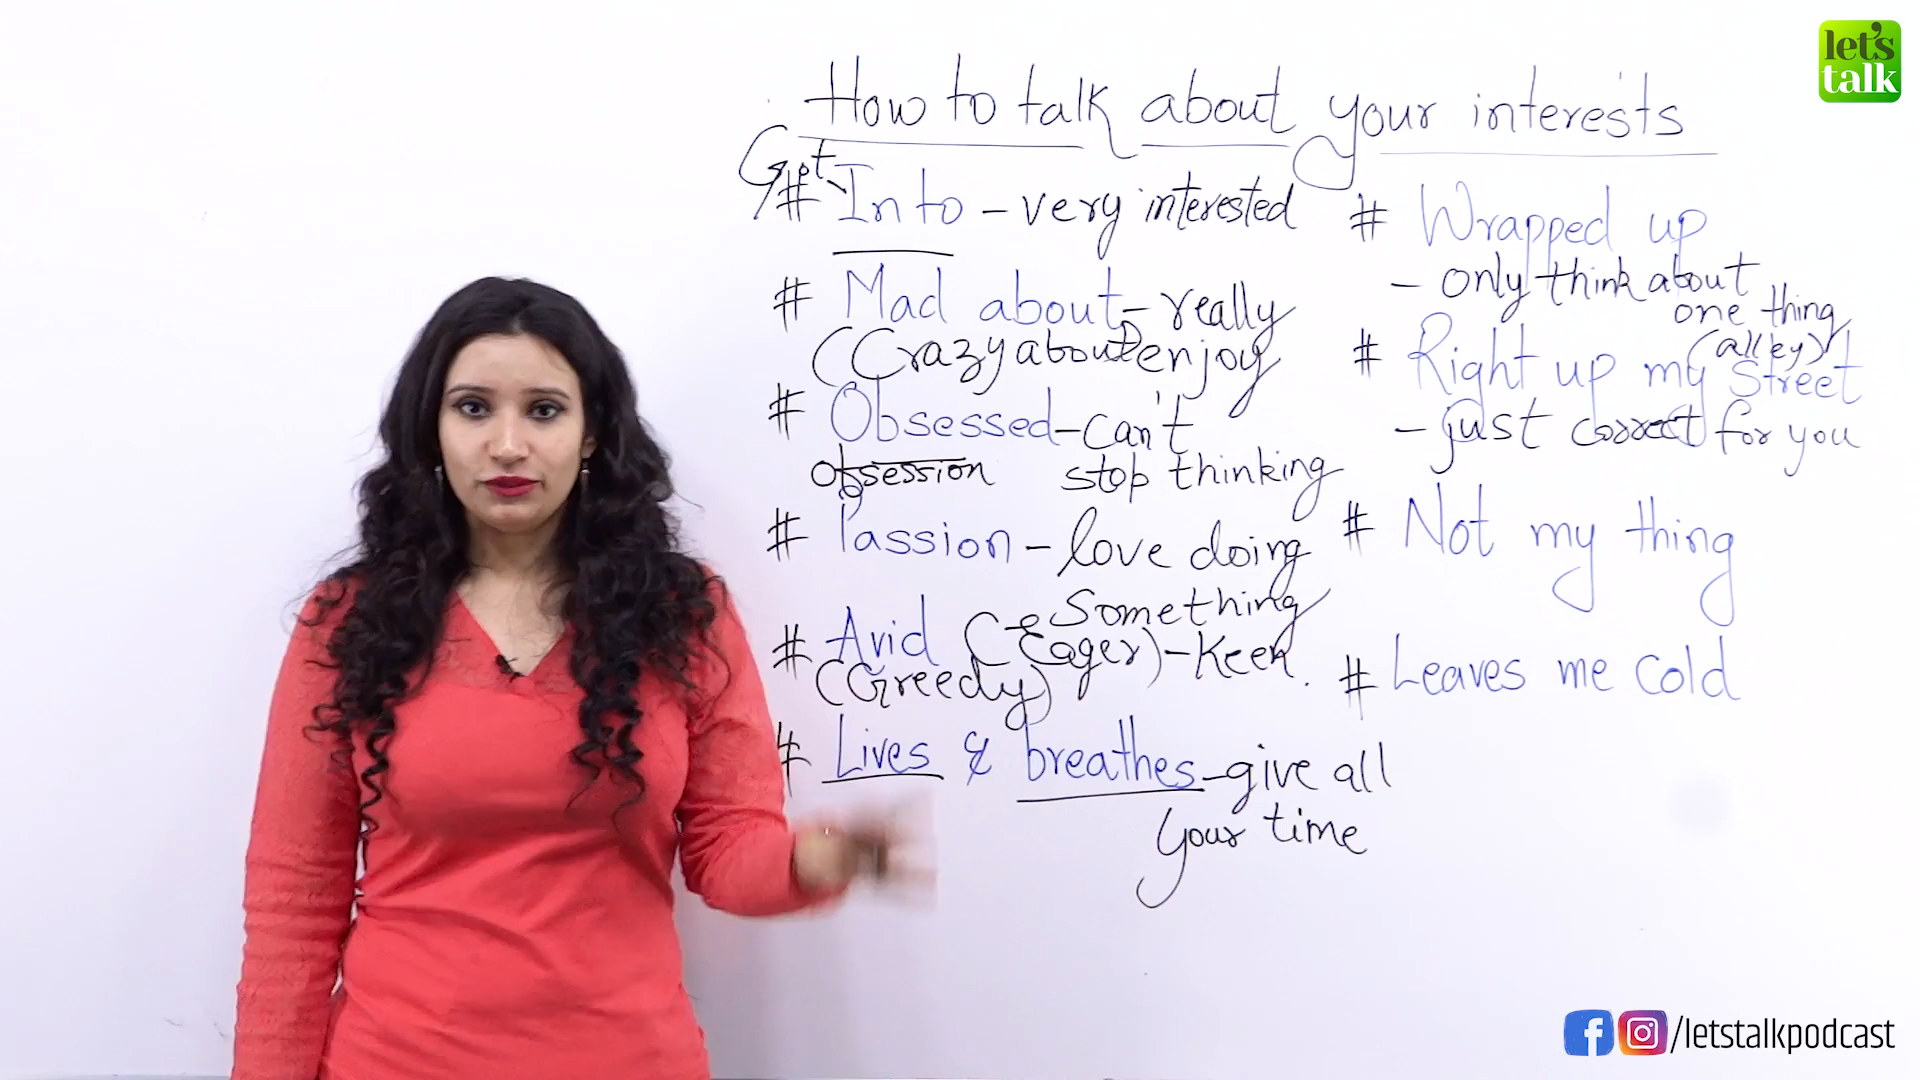 let's
talk
How to talk about your interests
Get
# Into - very interested
# Mad about - really
(Crazy about) enjoy
# Obsessed - can't
Obsession stop thinking
# Passion - love doing
something
# Avid (Eager) - Keen.
(Greedy)
# Lives & breathes - give all
your time
# Wrapped up
- only think about
one thing
(alley)
# Right up my street
- just correct for you
# Not my thing
# Leaves me cold
/letstalkpodcast